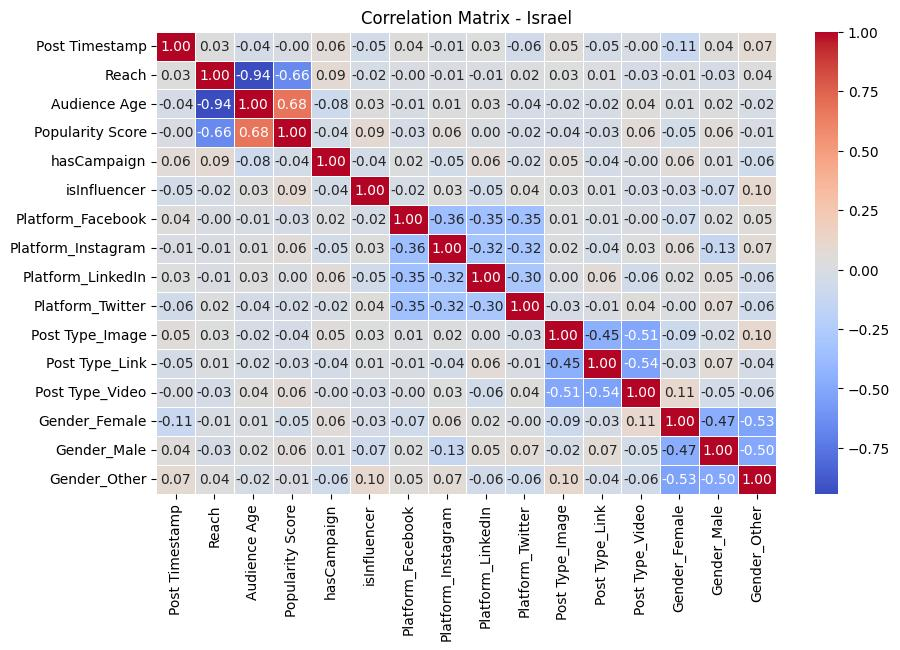 Correlation Matrix - Israel
Post Timestamp 1.00 0.03 -0.04 -0.00 0.06 -0.05 0.04 -0.01 0.03 -0.06 0.05 -0.05 -0.00 -0.11 0.04 0.07
Reach 0.03 1.00 -0.94 -0.66 0.09 -0.02 -0.00 -0.01 -0.01 0.02 0.03 0.01 -0.03 -0.01 -0.03 0.04
Audience Age -0.04 -0.94 1.00 0.68 -0.08 0.03 -0.01 0.01 0.03 -0.04 -0.02 -0.02 0.04 0.01 0.02 -0.02
Popularity Score -0.00 -0.66 0.68 1.00 -0.04 0.09 -0.03 0.06 0.00 -0.02 -0.04 -0.03 0.06 -0.05 0.06 -0.01
hasCampaign 0.06 0.09 -0.08 -0.04 1.00 -0.04 0.02 -0.05 0.06 -0.02 0.05 -0.04 -0.00 0.06 0.01 -0.06
isInfluencer -0.05 -0.02 0.03 0.09 -0.04 1.00 -0.02 0.03 -0.05 0.04 0.03 0.01 -0.03 -0.03 -0.07 0.10
Platform_Facebook 0.04 -0.00 -0.01 -0.03 0.02 -0.02 1.00 -0.36 -0.35 -0.35 0.01 -0.01 -0.00 -0.07 0.02 0.05
Platform_Instagram -0.01 -0.01 0.01 0.06 -0.05 0.03 -0.36 1.00 -0.32 -0.32 0.02 -0.04 0.03 0.06 -0.13 0.07
Platform_LinkedIn 0.03 -0.01 0.03 0.00 0.06 -0.05 -0.35 -0.32 1.00 -0.30 0.00 0.06 -0.06 0.02 0.05 -0.06
Platform_Twitter -0.06 0.02 -0.04 -0.02 -0.02 0.04 -0.35 -0.32 -0.30 1.00 -0.03 -0.01 0.04 -0.00 0.07 -0.06
Post Type_Image 0.05 0.03 -0.02 -0.04 0.05 0.03 0.01 0.02 0.00 -0.03 1.00 -0.45 -0.51 -0.09 -0.02 0.10
Post Type_Link -0.05 0.01 -0.02 -0.03 -0.04 0.01 -0.01 -0.04 0.06 -0.01 -0.45 1.00 -0.54 -0.03 0.07 -0.04
Post Type_Video -0.00 -0.03 0.04 0.06 -0.00 -0.03 -0.00 0.03 -0.06 0.04 -0.51 -0.54 1.00 0.11 -0.05 -0.06
Gender_Female -0.11 -0.01 0.01 -0.05 0.06 -0.03 -0.07 0.06 0.02 -0.00 -0.09 -0.03 0.11 1.00 -0.47 -0.53
Gender_Male 0.04 -0.03 0.02 0.06 0.01 -0.07 0.02 -0.13 0.05 0.07 -0.02 0.07 -0.05 -0.47 1.00 -0.50
Gender_Other 0.07 0.04 -0.02 -0.01 -0.06 0.10 0.05 0.07 -0.06 -0.06 0.10 -0.04 -0.06 -0.53 -0.50 1.00
Post Timestamp
Reach
Audience Age
Popularity Score
hasCampaign
isInfluencer
Platform_Facebook
Platform_Instagram
Platform_LinkedIn
Platform_Twitter
Post Type_Image
Post Type_Link
Post Type_Video
Gender_Female
Gender_Male
Gender_Other
1.00
0.75
0.50
0.25
0.00
−0.25
−0.50
−0.75